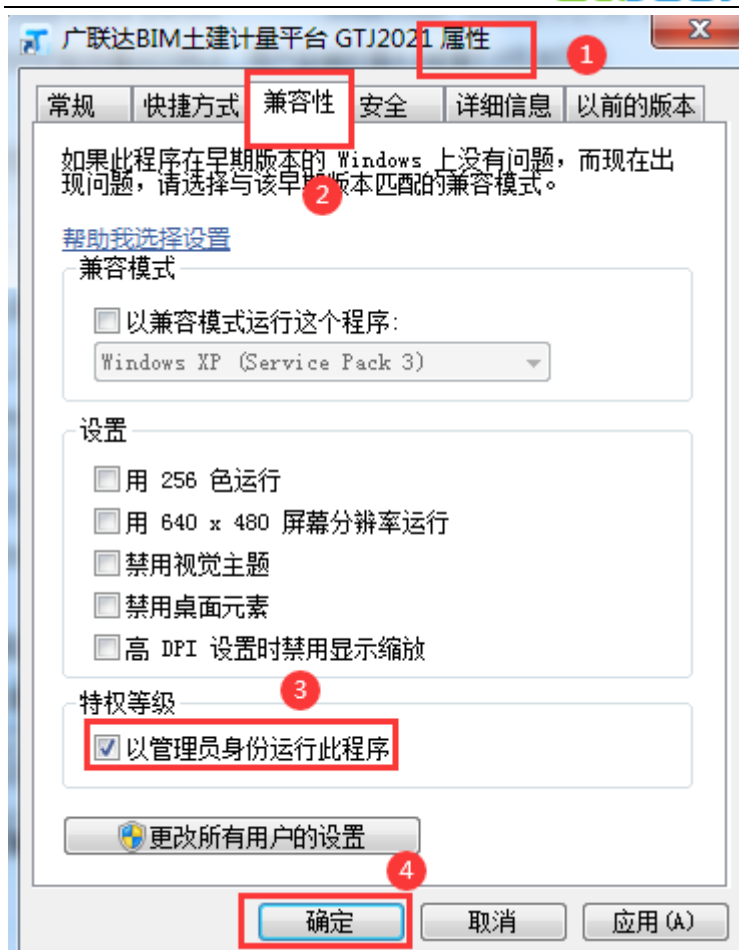 广联达BIM土建计量平台 GTJ2021 属性
1
常规 快捷方式 兼容性 安全 详细信息 以前的版本
如果此程序在早期版本的 Windows 上没有问题，而现在出
现问题，请选择与该早期版本匹配的兼容模式。
2
帮助我选择设置
兼容模式
以兼容模式运行这个程序:
Windows XP (Service Pack 3)
设置
用 256 色运行
用 640 x 480 屏幕分辨率运行
禁用视觉主题
禁用桌面元素
高 DPI 设置时禁用显示缩放
3
特权等级
以管理员身份运行此程序
更改所有用户的设置
4
确定 取消 应用(A)